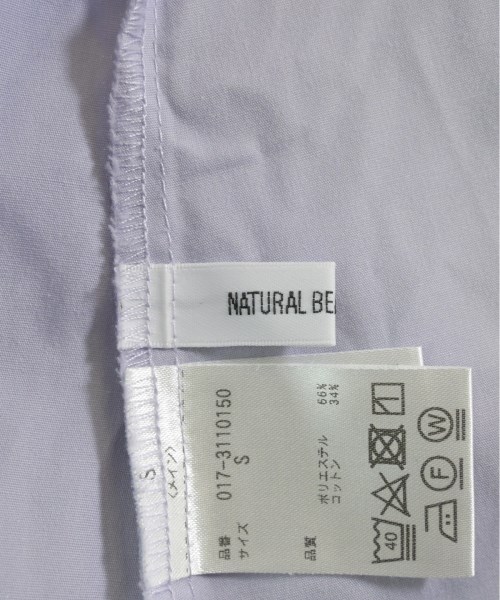 NATURAL BE
品番 017-3110150
サイズ S
品質 ポリエステル 66%
コットン 34%
40
F W
S
(メイン)